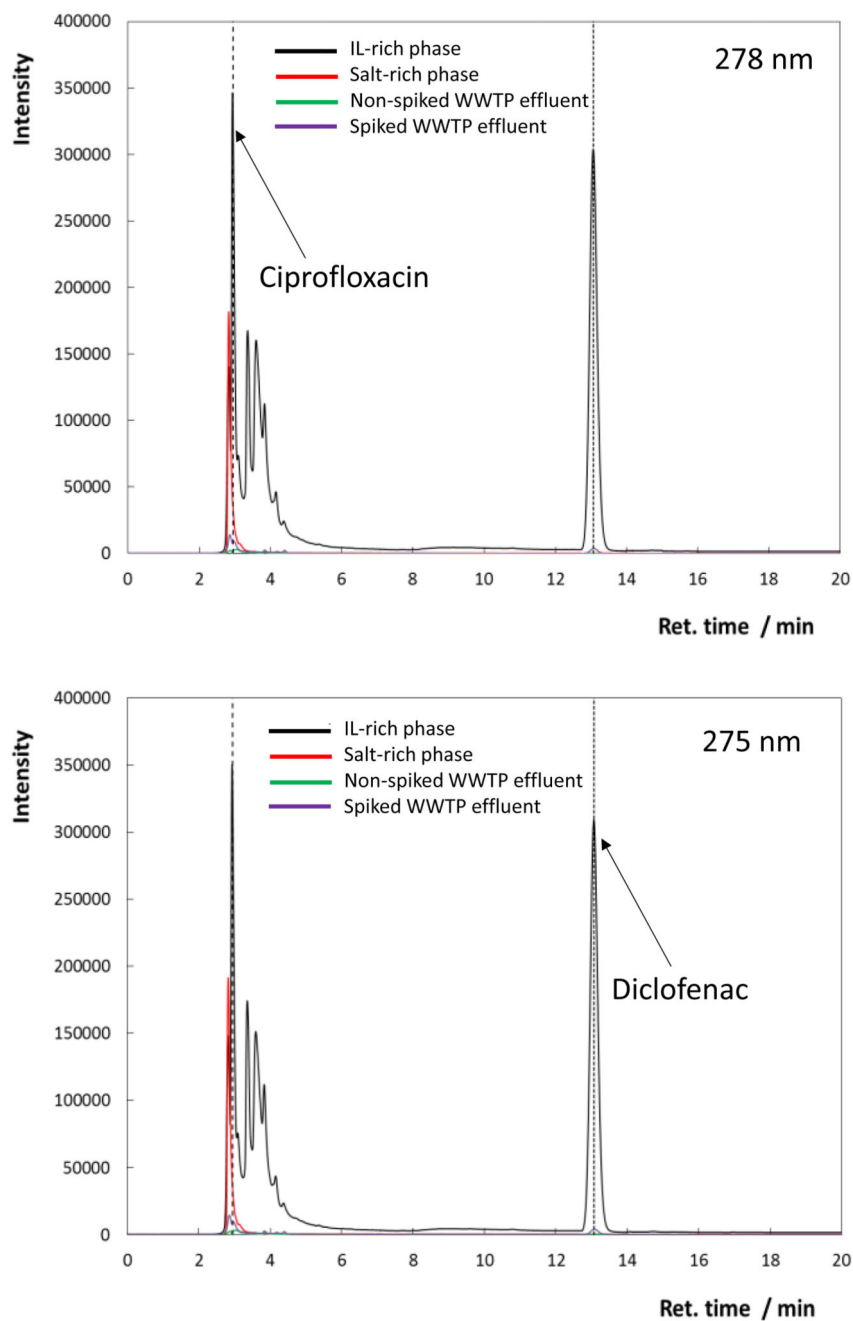 400000
350000
300000
250000
200000
150000
100000
50000
0
Intensity
IL-rich phase
Salt-rich phase
Non-spiked WWTP effluent
Spiked WWTP effluent
278 nm
Ciprofloxacin
0 2 4 6 8 10 12 14 16 18 20
Ret. time / min
400000
350000
300000
250000
200000
150000
100000
50000
0
Intensity
IL-rich phase
Salt-rich phase
Non-spiked WWTP effluent
Spiked WWTP effluent
275 nm
Diclofenac
0 2 4 6 8 10 12 14 16 18 20
Ret. time / min